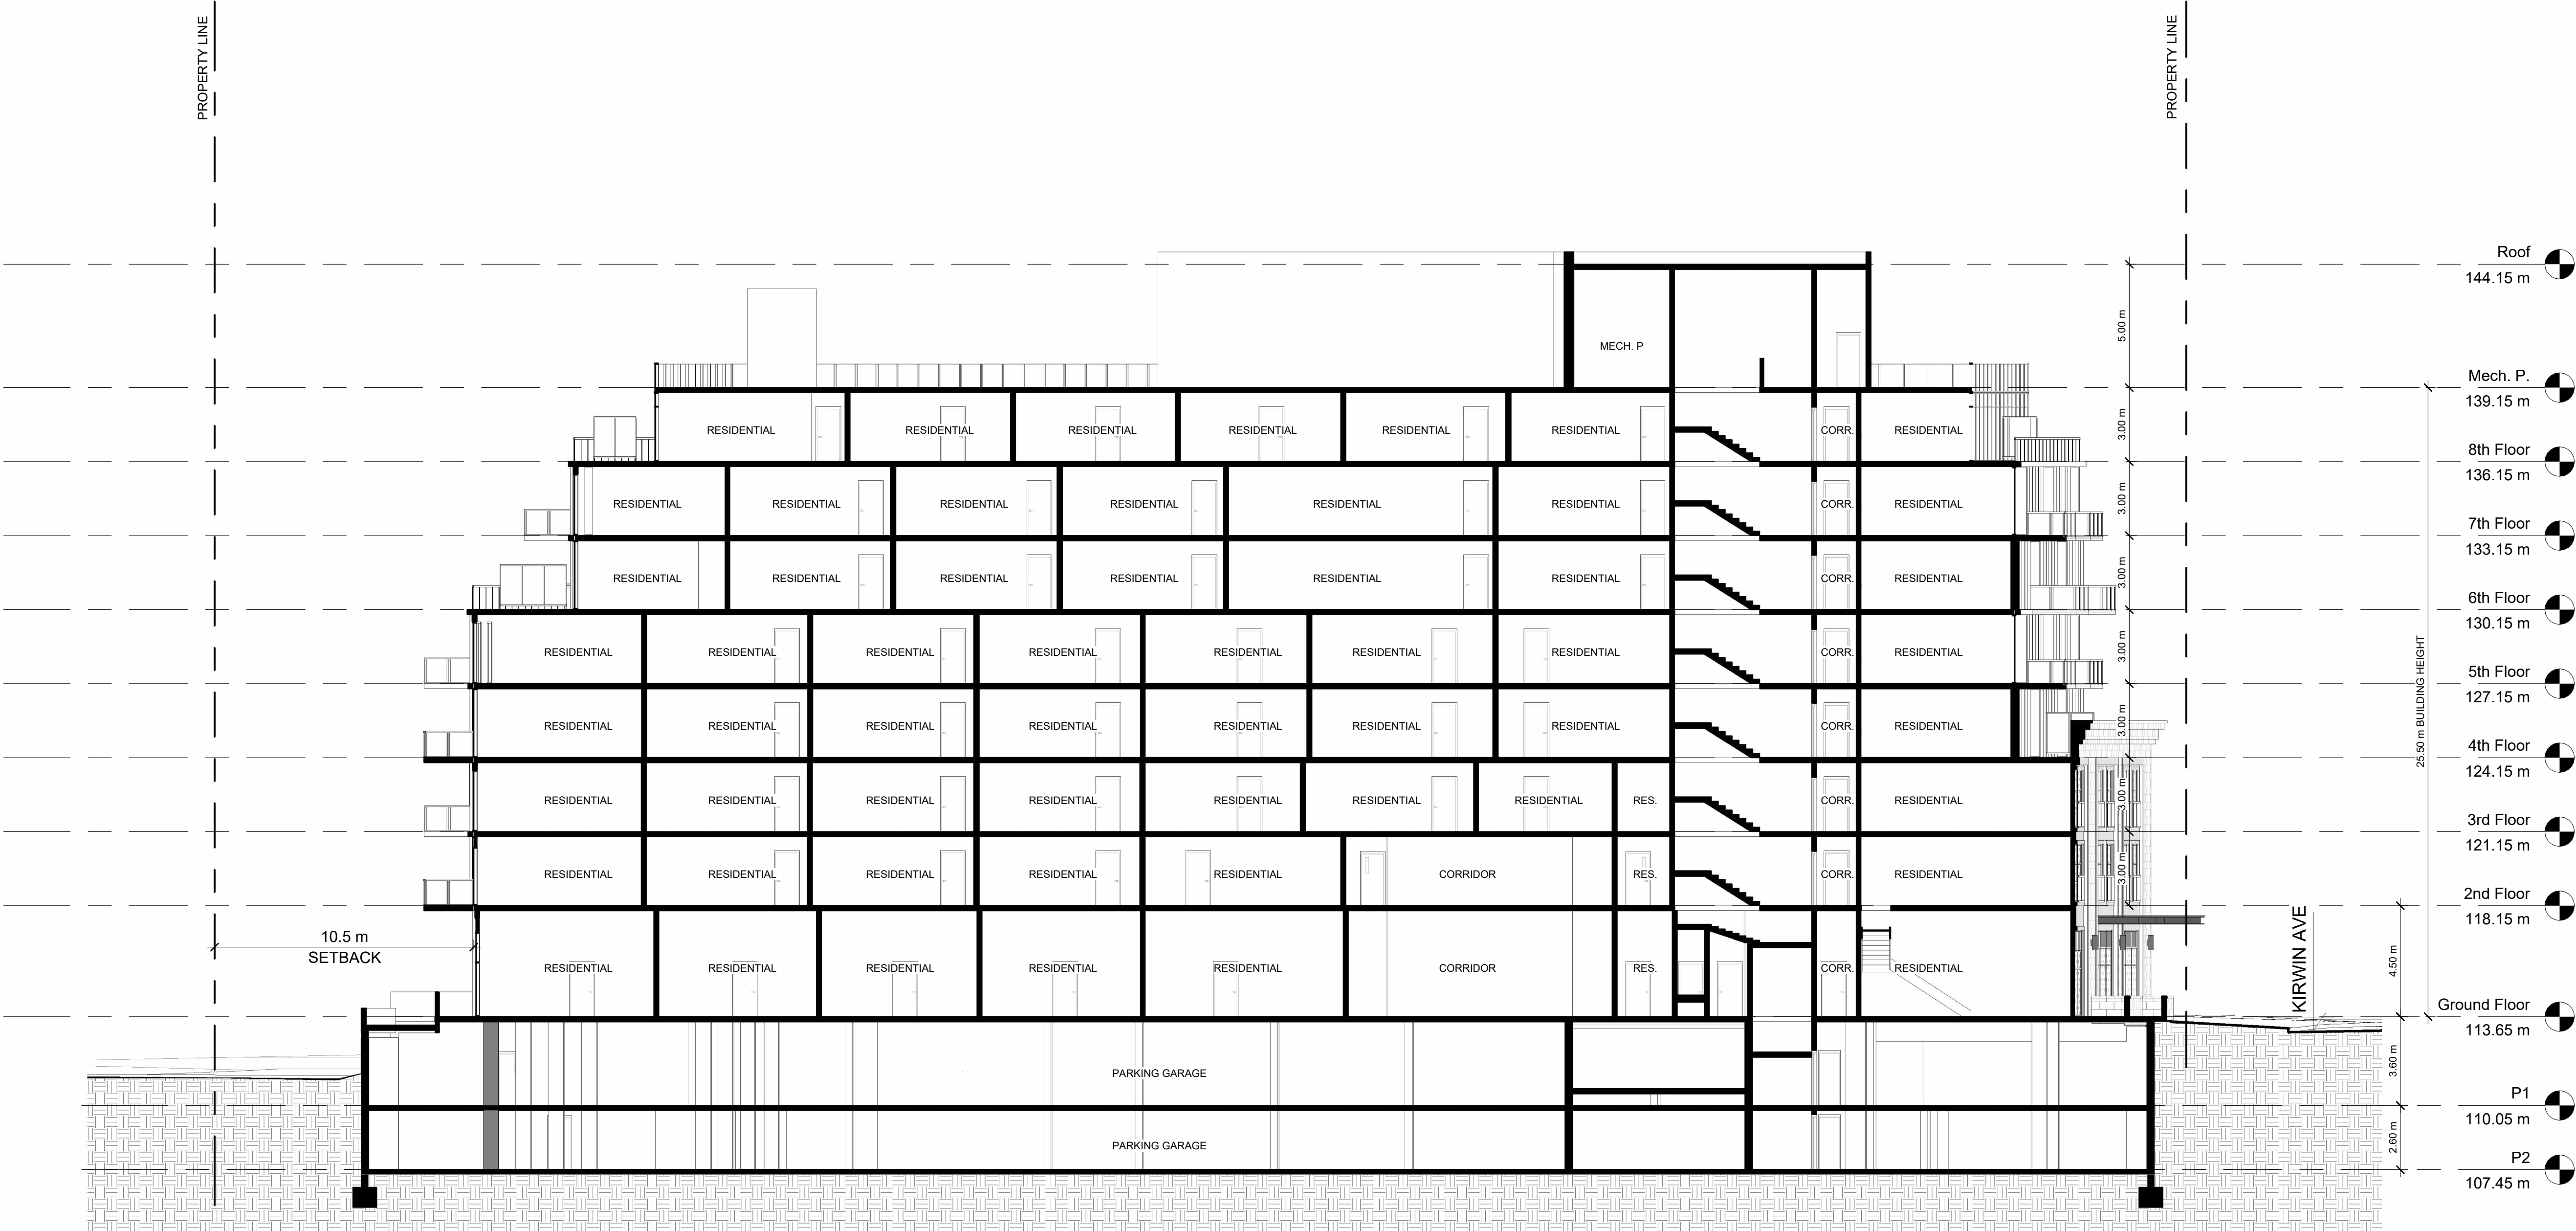 PROPERTY LINE
PROPERTY LINE
Roof
144.15 m
5.00 m
MECH. P
Mech. P.
139.15 m
RESIDENTIAL RESIDENTIAL RESIDENTIAL RESIDENTIAL RESIDENTIAL RESIDENTIAL CORR. RESIDENTIAL
3.00 m
8th Floor
136.15 m
RESIDENTIAL RESIDENTIAL RESIDENTIAL RESIDENTIAL RESIDENTIAL RESIDENTIAL CORR. RESIDENTIAL
3.00 m
7th Floor
133.15 m
RESIDENTIAL RESIDENTIAL RESIDENTIAL RESIDENTIAL RESIDENTIAL RESIDENTIAL CORR. RESIDENTIAL
3.00 m
6th Floor
130.15 m
RESIDENTIAL RESIDENTIAL RESIDENTIAL RESIDENTIAL RESIDENTIAL RESIDENTIAL RESIDENTIAL CORR. RESIDENTIAL
3.00 m
25.50 m BUILDING HEIGHT
5th Floor
127.15 m
RESIDENTIAL RESIDENTIAL RESIDENTIAL RESIDENTIAL RESIDENTIAL RESIDENTIAL RESIDENTIAL CORR. RESIDENTIAL
3.00 m
4th Floor
124.15 m
RESIDENTIAL RESIDENTIAL RESIDENTIAL RESIDENTIAL RESIDENTIAL RESIDENTIAL RESIDENTIAL RES. CORR. RESIDENTIAL
3.00 m
3rd Floor
121.15 m
RESIDENTIAL RESIDENTIAL RESIDENTIAL RESIDENTIAL RESIDENTIAL CORRIDOR RES. CORR. RESIDENTIAL
3.00 m
2nd Floor
118.15 m
10.5 m
SETBACK
RESIDENTIAL RESIDENTIAL RESIDENTIAL RESIDENTIAL RESIDENTIAL CORRIDOR RES. CORR. RESIDENTIAL
KIRWIN AVE
4.50 m
Ground Floor
113.65 m
PARKING GARAGE
3.60 m
P1
110.05 m
PARKING GARAGE
2.60 m
P2
107.45 m